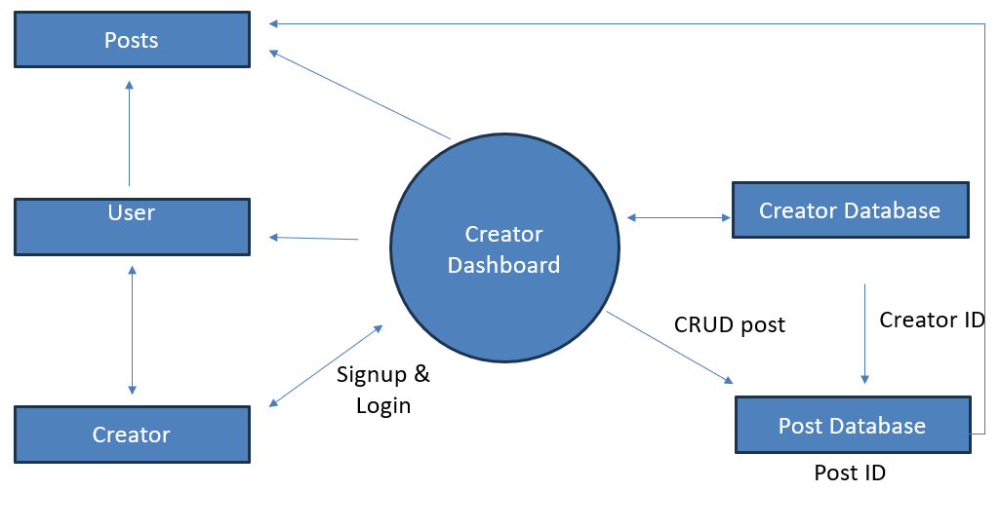 Posts
User
Creator
Dashboard
Creator Database
CRUD post
Creator ID
Signup &
Login
Creator
Post Database
Post ID